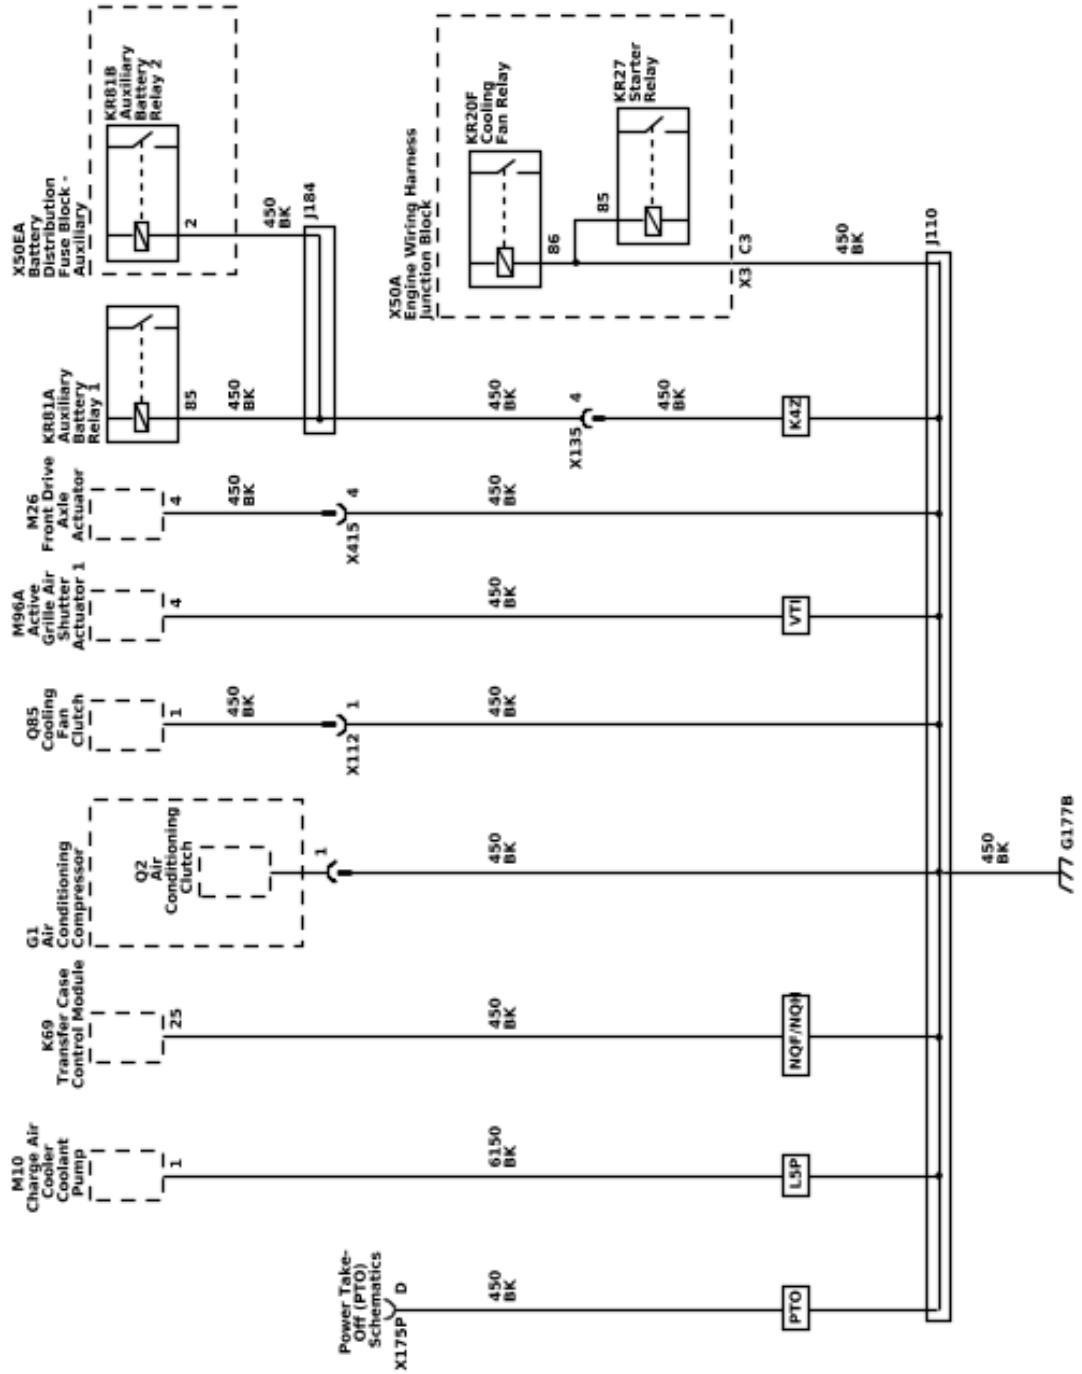 X50EA
Battery
Distribution
Fuse Block -
Auxiliary
KR81B
Auxiliary
Battery
Relay 2
2
450
BK
J184
KR81A
Auxiliary
Battery
Relay 1
85
450
BK
450
BK
X135
4
450
BK
K4Z
X50A
Engine Wiring Harness
Junction Block
KR20F
Cooling
Fan Relay
86
KR27
Starter
Relay
85
X3
C3
450
BK
J110
M26
Front Drive
Axle
Actuator
4
450
BK
X415
4
450
BK
M96A
Active
Grille Air
Shutter
Actuator 1
4
450
BK
VTI
Q85
Cooling
Fan
Clutch
1
450
BK
X112
1
450
BK
G1
Air
Conditioning
Compressor
Q2
Air
Conditioning
Clutch
1
450
BK
450
BK
G177B
K69
Transfer Case
Control Module
25
450
BK
NQF/NQH
M10
Charge Air
Cooler
Coolant
Pump
1
6150
BK
L5P
Power Take-
Off (PTO)
Schematics
X175P
D
450
BK
PTO